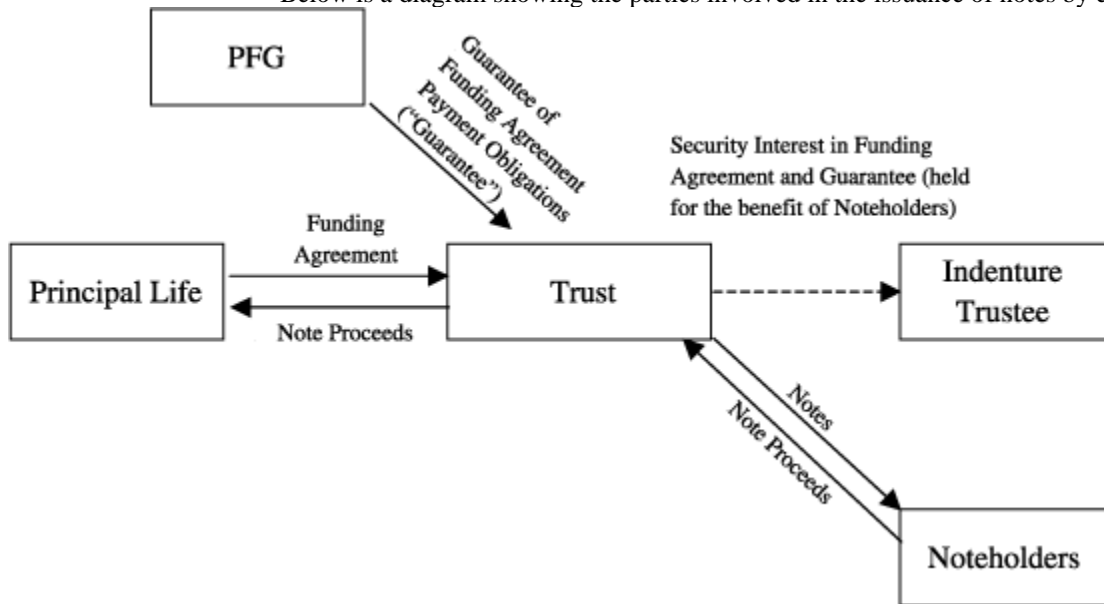 Below is a diagram showing the parties involved in the issuance of notes by
PFG
Guarantee of
Funding Agreement
Payment Obligations
("Guarantee")
Security Interest in Funding
Agreement and Guarantee (held
for the benefit of Noteholders)
Funding
Agreement
Principal Life
Trust
Indenture
Trustee
Note Proceeds
Notes
Note Proceeds
Noteholders